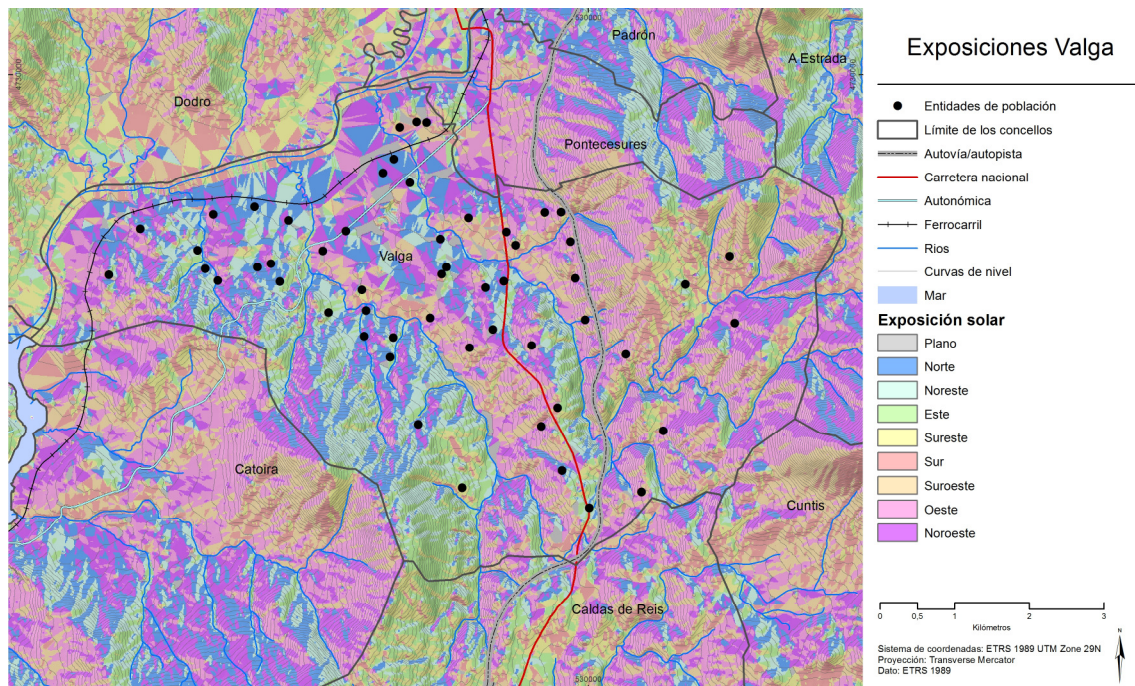 530000
Padrón
A Estrada
4730000
4730000
Dodro
Pontecesures
Valga
Catoira
Cuntis
Caldas de Reis
530000
Exposiciones Valga
Entidades de población
Límite de los concellos
Autovía/autopista
Carretera nacional
Autonómica
Ferrocarril
Rios
Curvas de nivel
Mar
Exposición solar
Plano
Norte
Noreste
Este
Sureste
Sur
Suroeste
Oeste
Noroeste
0 0,5 1 2 3
Kilómetros
N
Sistema de coordenadas: ETRS 1989 UTM Zone 29N
Proyección: Transverse Mercator
Dato: ETRS 1989